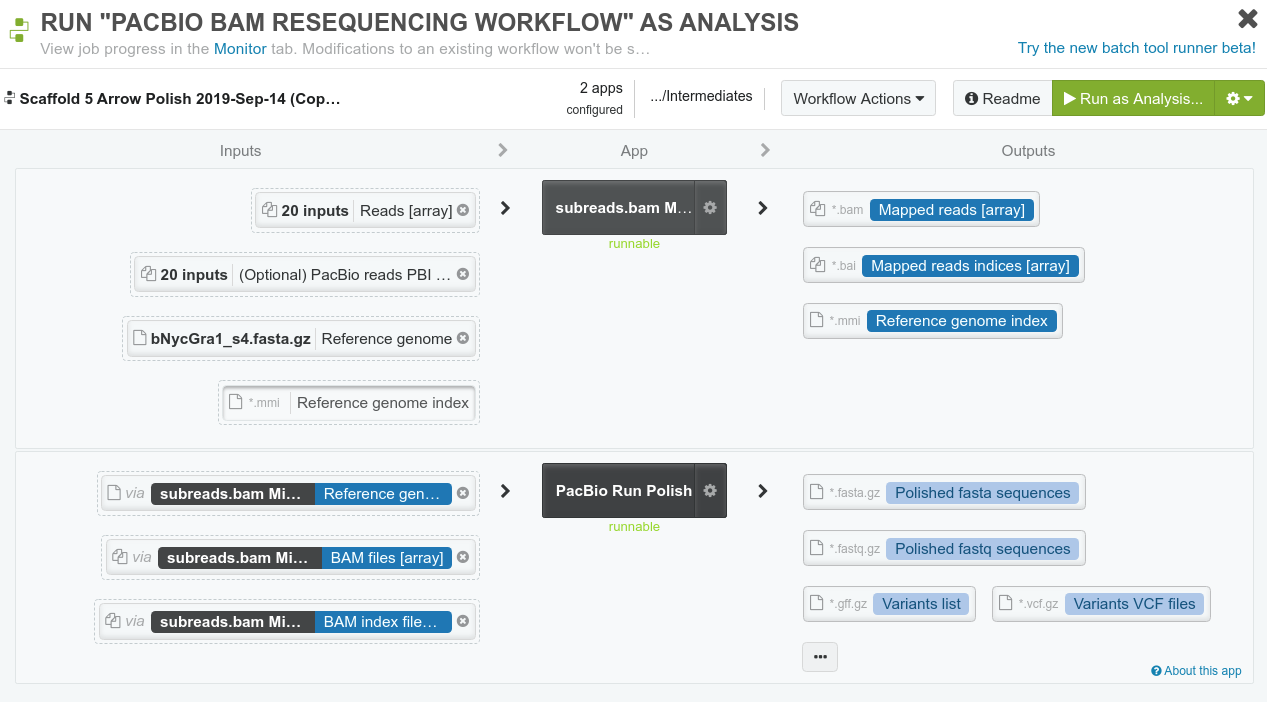 RUN "PACBIO BAM RESEQUENCING WORKFLOW" AS ANALYSIS
View job progress in the Monitor tab. Modifications to an existing workflow won't be s…
Try the new batch tool runner beta!
Scaffold 5 Arrow Polish 2019-Sep-14 (Cop…
2 apps
configured
.../Intermediates
Workflow Actions
Readme
Run as Analysis...
Inputs
App
Outputs
20 inputs Reads [array]
subreads.bam M…
runnable
*.bam Mapped reads [array]
20 inputs (Optional) PacBio reads PBI …
*.bai Mapped reads indices [array]
bNycGra1_s4.fasta.gz Reference genome
*.mmi Reference genome index
*.mmi Reference genome index
via subreads.bam Mi… Reference gen…
PacBio Run Polish
runnable
*.fasta.gz Polished fasta sequences
via subreads.bam Mi… BAM files [array]
*.fastq.gz Polished fastq sequences
via subreads.bam Mi… BAM index file…
*.gff.gz Variants list
*.vcf.gz Variants VCF files
•••
About this app